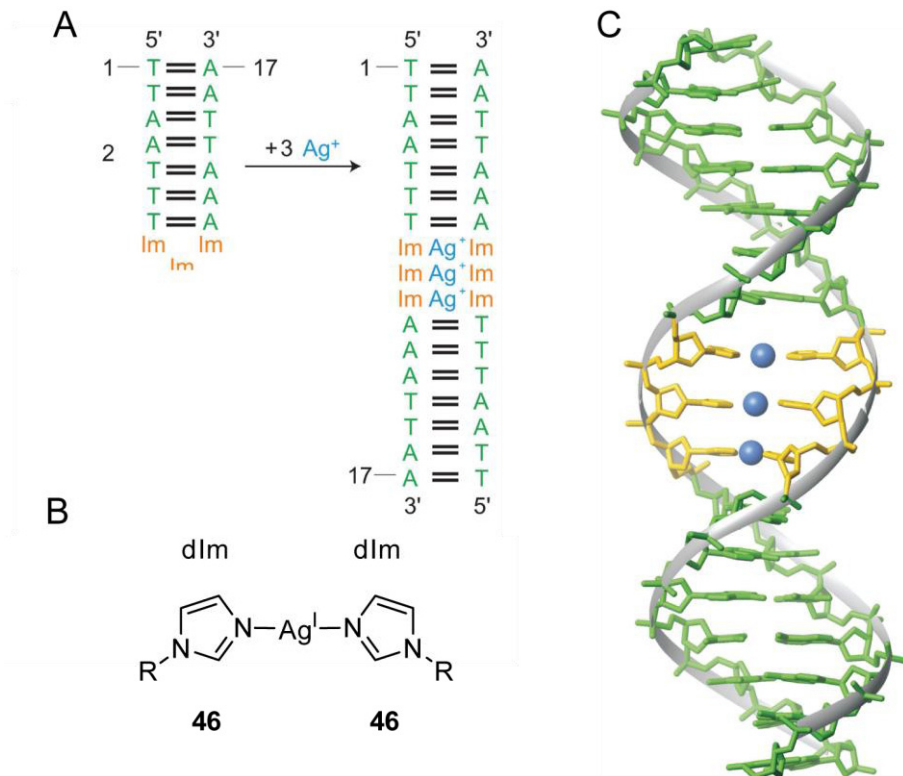 A
5' 3'
1 T A 17
T A
A T
2 A T
T A
T A
T A
Im Im
Im
+3 Ag⁺
5' 3'
1 T A
T A
A T
A T
T A
T A
T A
Im Ag⁺ Im
Im Ag⁺ Im
Im Ag⁺ Im
A T
A T
A T
T A
T A
A T
17 A T
3' 5'
B
dIm dIm
N Ag^I N
N N
R R
46 46
C